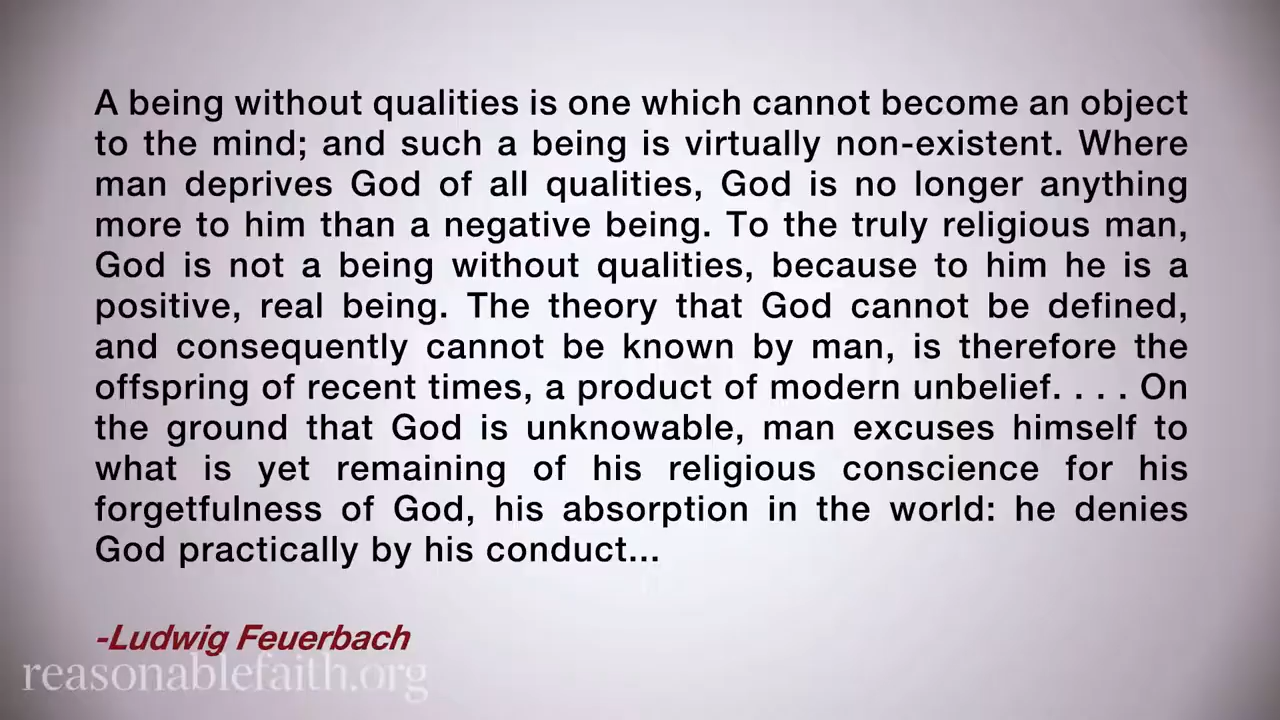 A being without qualities is one which cannot become an object
to the mind; and such a being is virtually non-existent. Where
man deprives God of all qualities, God is no longer anything
more to him than a negative being. To the truly religious man,
God is not a being without qualities, because to him he is a
positive, real being. The theory that God cannot be defined,
and consequently cannot be known by man, is therefore the
offspring of recent times, a product of modern unbelief. . . . On
the ground that God is unknowable, man excuses himself to
what is yet remaining of his religious conscience for his
forgetfulness of God, his absorption in the world: he denies
God practically by his conduct...
-Ludwig Feuerbach
reasonablefaith.org